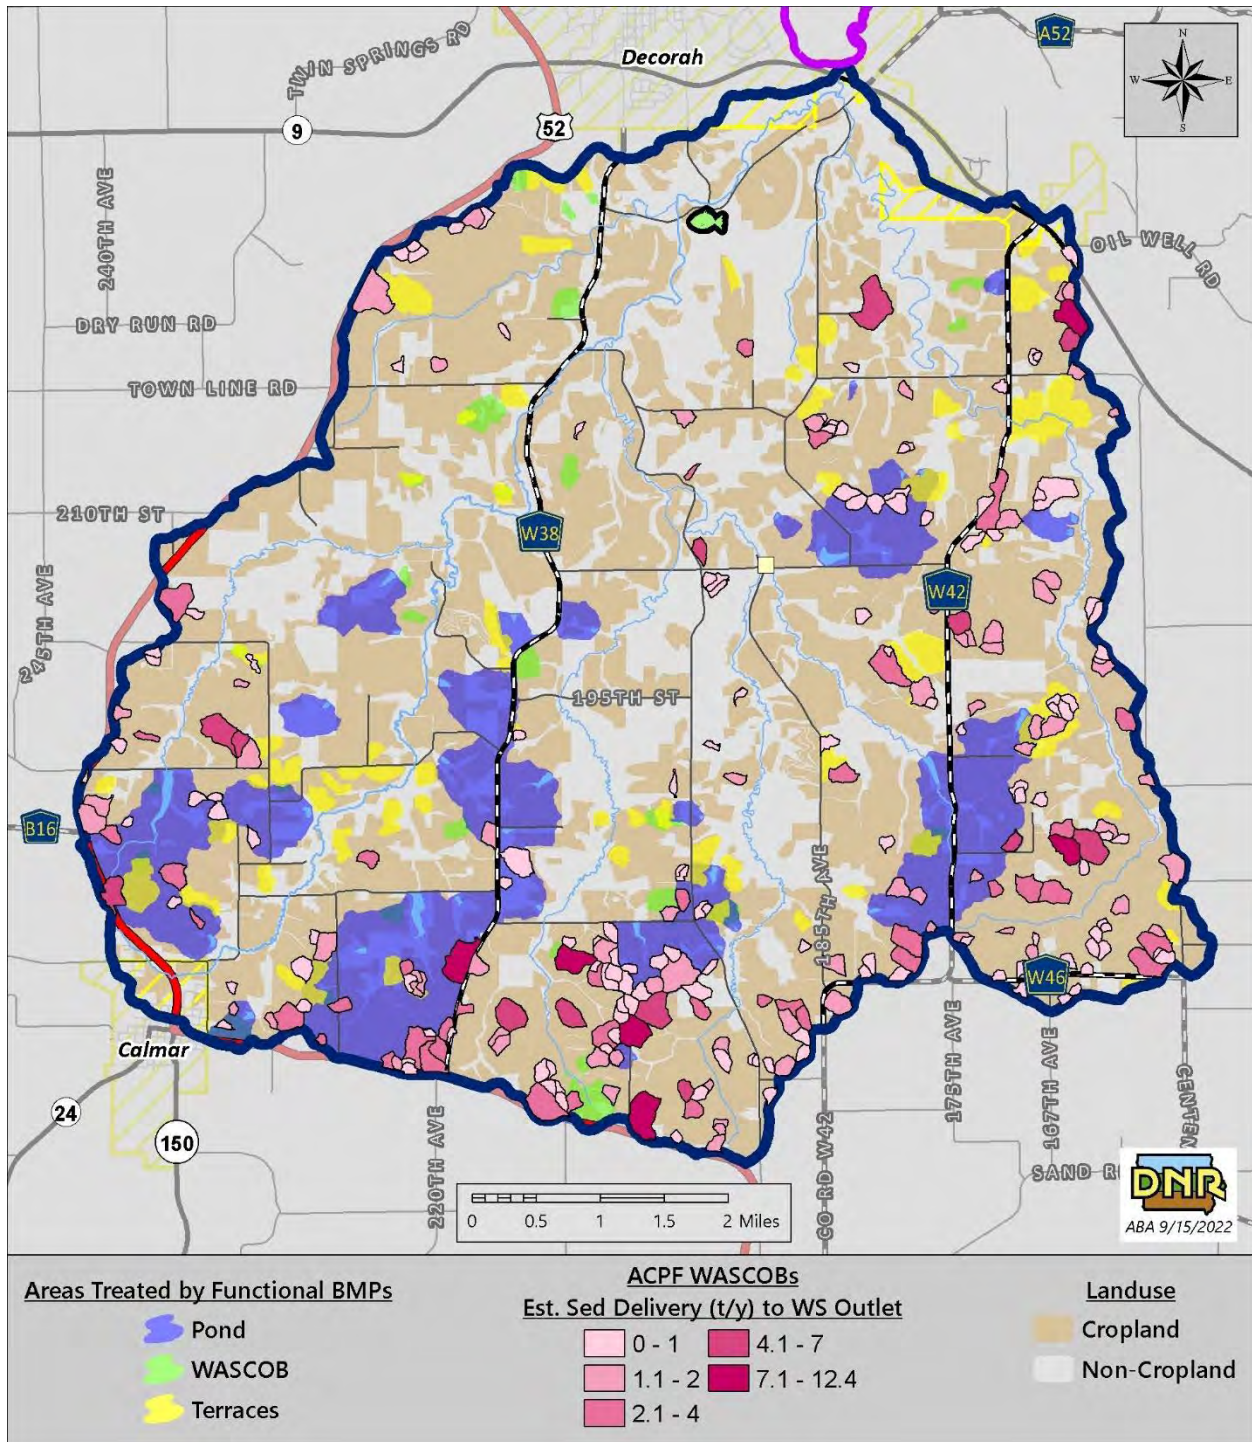 Decorah
TWIN SPRINGS RD
A52
N
W
E
S
9
52
240TH AVE
OIL WELL RD
DRY RUN RD
TOWN LINE RD
210TH ST
W38
W42
245TH AVE
195TH ST
B16
185TH AVE
W46
Calmar
24
150
220TH AVE
CO RD W42
175TH AVE
167TH AVE
CENTEN
SAND R
DNR
ABA 9/15/2022
0 0.5 1 1.5 2 Miles
Areas Treated by Functional BMPs
Pond
WASCOB
Terraces
ACPF WASCOBs
Est. Sed Delivery (t/y) to WS Outlet
0 - 1
4.1 - 7
1.1 - 2
7.1 - 12.4
2.1 - 4
Landuse
Cropland
Non-Cropland